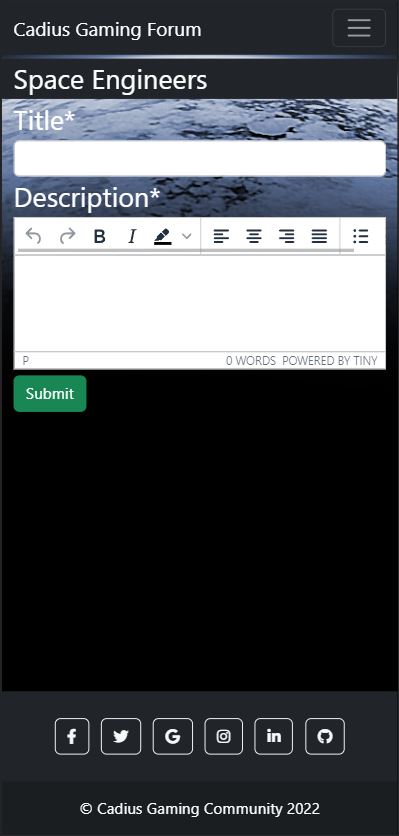 Cadius Gaming Forum
Space Engineers
Title*
Description*
B I
P 0 WORDS POWERED BY TINY
Submit
© Cadius Gaming Community 2022